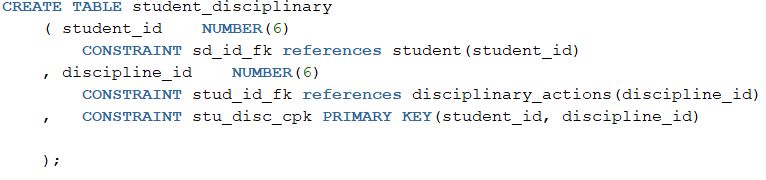 CREATE TABLE student_disciplinary
( student_id NUMBER(6)
CONSTRAINT sd_id_fk references student(student_id)
, discipline_id NUMBER(6)
CONSTRAINT stud_id_fk references disciplinary_actions(discipline_id)
, CONSTRAINT stu_disc_cpk PRIMARY KEY(student_id, discipline_id)
);